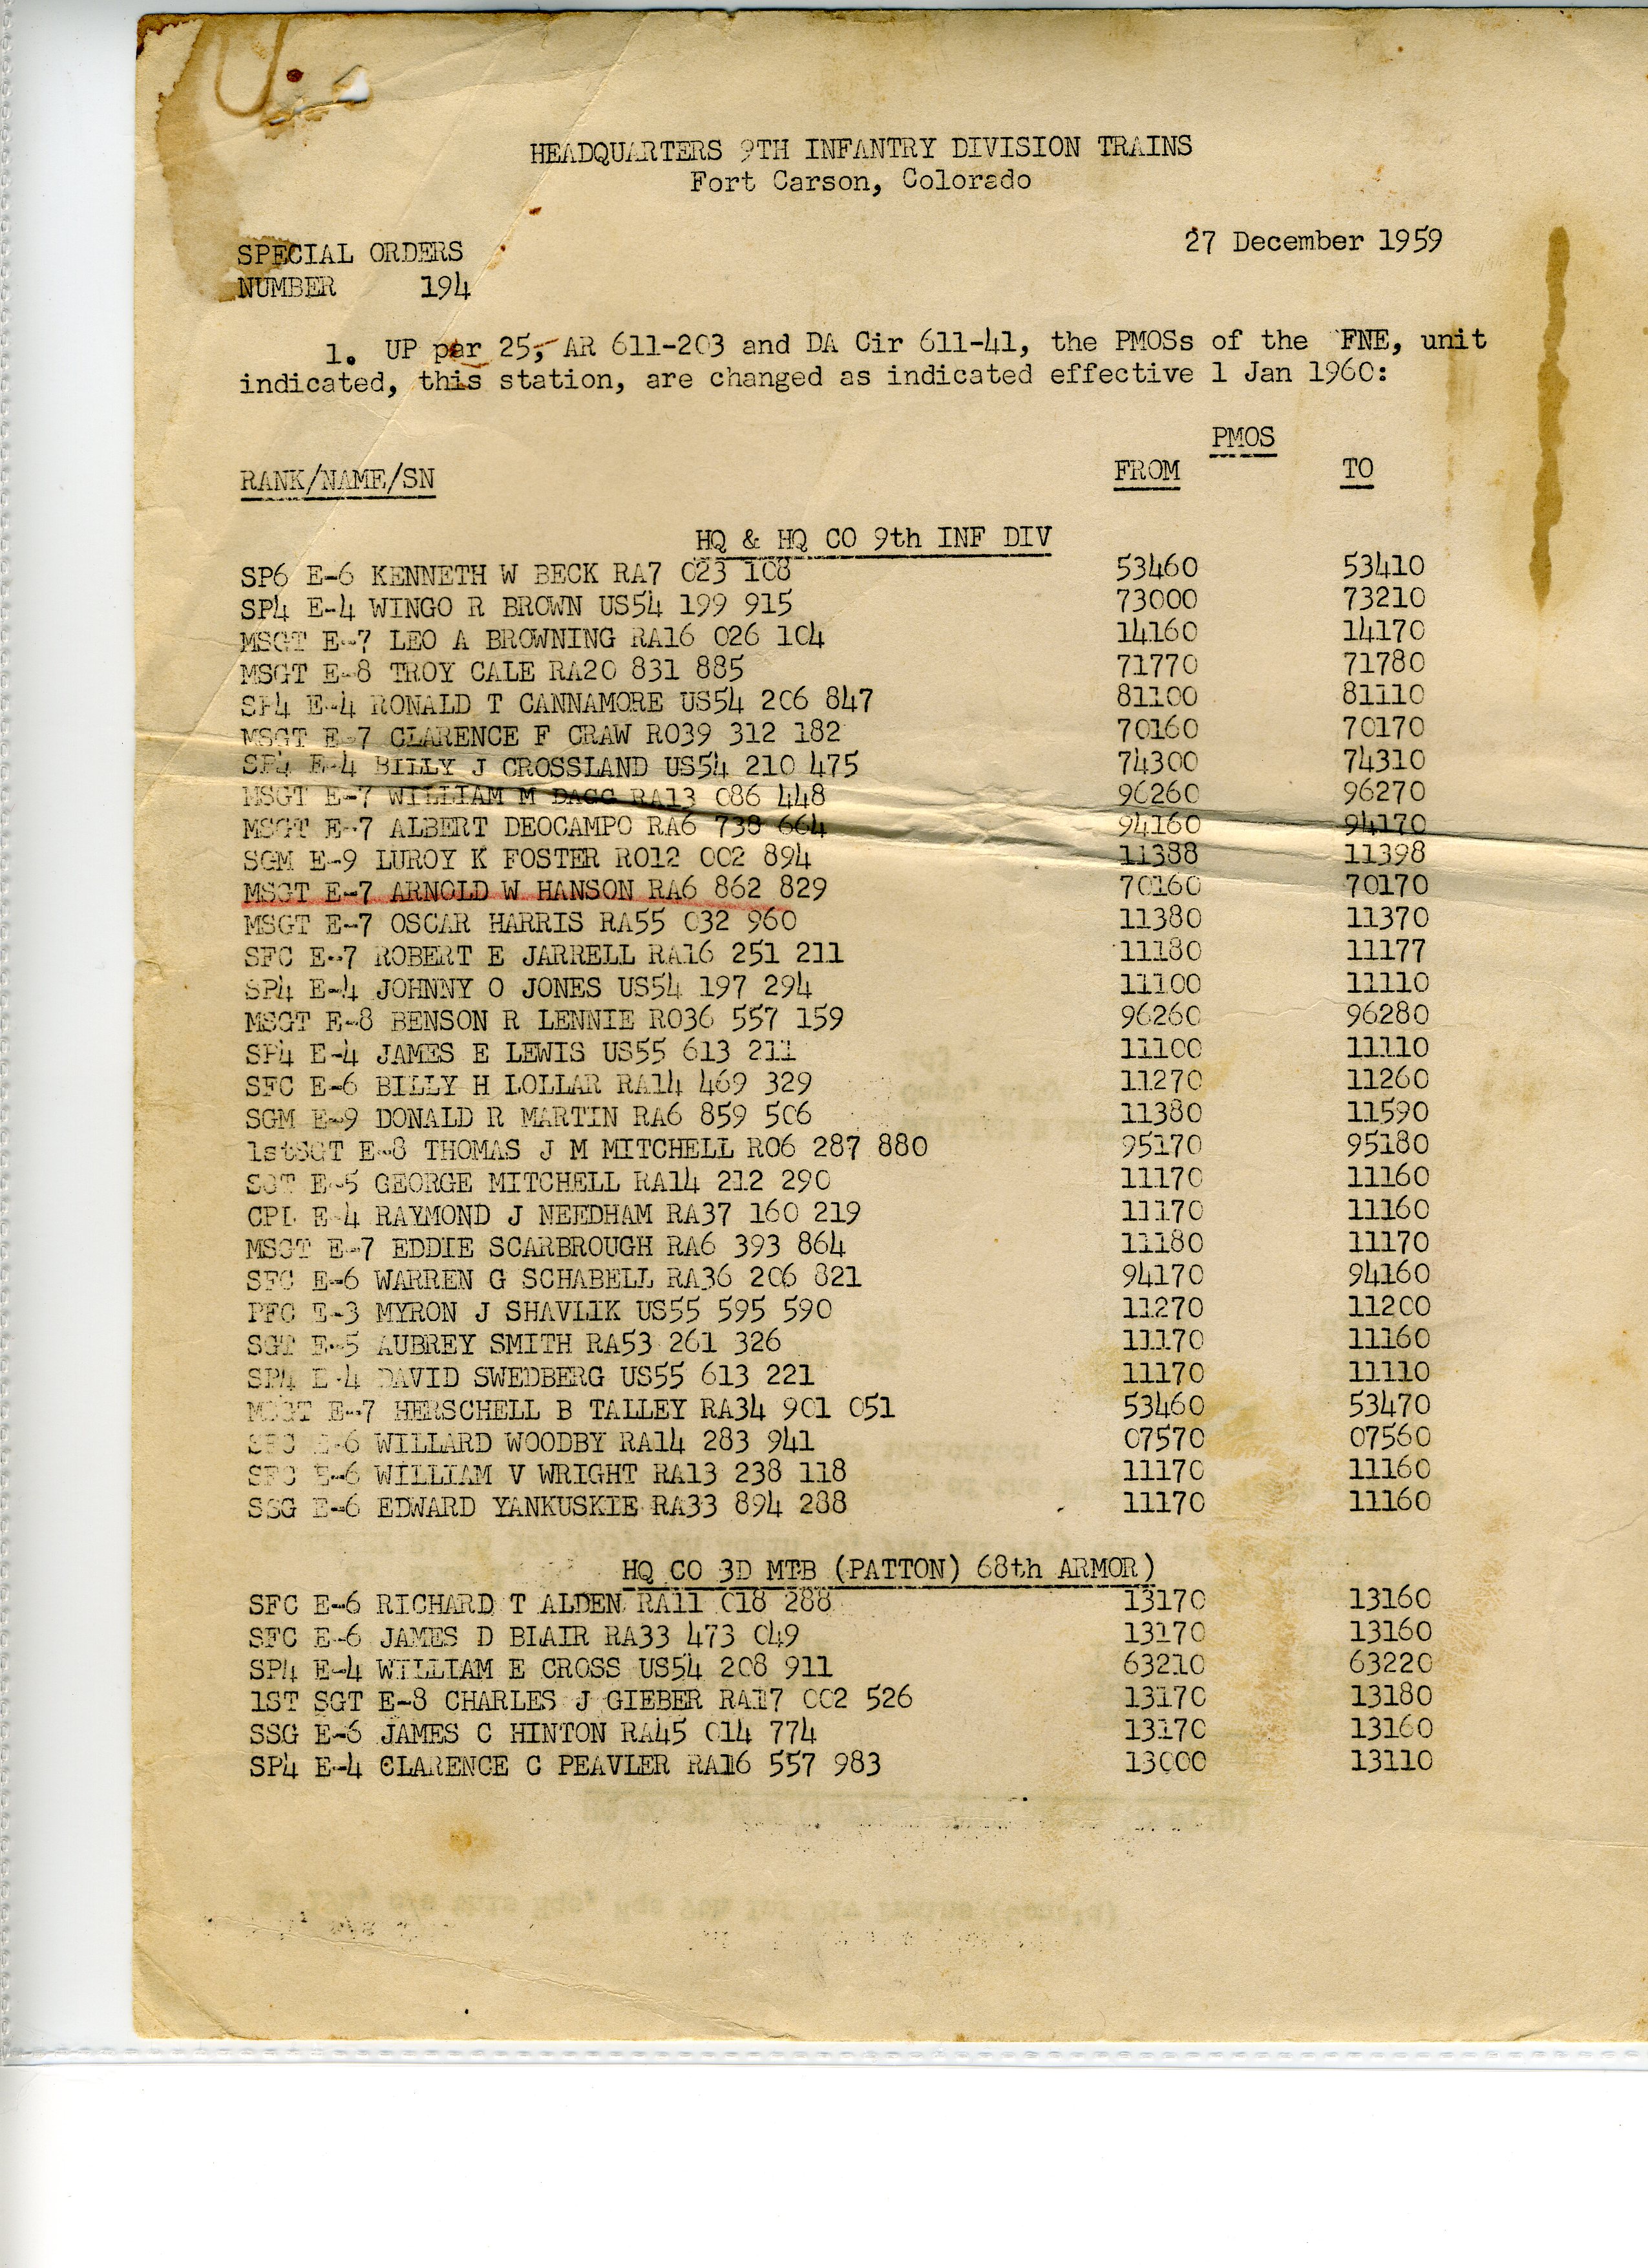 HEADQUARTERS 9TH INFANTRY DIVISION TRAINS
Fort Carson, Colorado
27 December 1959
SPECIAL ORDERS
NUMBER 194
1. UP par 25, AR 611-203 and DA Cir 611-41, the PMOSs of the FNE, unit
indicated, this station, are changed as indicated effective 1 Jan 1960:
PMOS
RANK/NAME/SN FROM TO
HQ & HQ CO 9th INF DIV
SP6 E-6 KENNETH W BECK RA7 023 108 53460 53410
SP4 E-4 WINGO R BROWN US54 199 915 73000 73210
MSGT E-7 LEO A BROWNING RA16 026 104 14160 14170
MSGT E-8 TROY CALE RA20 831 885 71770 71780
SP4 E-4 RONALD T CANNAMORE US54 206 847 81100 81110
MSGT E-7 CLARENCE F CRAW RO39 312 182 70160 70170
SP4 E-4 BILLY J CROSSLAND US54 210 475 74300 74310
MSGT E-7 WILLIAM M DAGG RA13 086 448 96260 96270
MSGT E-7 ALBERT DEOCAMPO RA6 738 664 94160 94170
SGM E-9 LUROY K FOSTER RO12 002 894 11388 11398
MSGT E-7 ARNOLD W HANSON RA6 862 829 70160 70170
MSGT E-7 OSCAR HARRIS RA55 032 960 11380 11370
SFC E-7 ROBERT E JARRELL RA16 251 211 11180 11177
SP4 E-4 JOHNNY O JONES US54 197 294 11100 11110
MSGT E-8 BENSON R LENNIE RO36 557 159 96260 96280
SP4 E-4 JAMES E LEWIS US55 613 211 11100 11110
SFC E-6 BILLY H LOLLAR RA14 469 329 11270 11260
SGM E-9 DONALD R MARTIN RA6 859 506 11380 11590
1stSGT E-8 THOMAS J M MITCHELL RO6 287 880 95170 95180
SGT E-5 GEORGE MITCHELL RA14 212 290 11170 11160
CPL E-4 RAYMOND J NEEDHAM RA37 160 219 11170 11160
MSGT E-7 EDDIE SCARBROUGH RA6 393 864 11180 11170
SFC E-6 WARREN G SCHABELL RA36 206 821 94170 94160
PFC E-3 MYRON J SHAVLIK US55 595 590 11270 11200
SGT E-5 AUBREY SMITH RA53 261 326 11170 11160
SP4 E-4 DAVID SWEDBERG US55 613 221 11170 11110
MSGT E-7 HERSCHELL B TALLEY RA34 901 051 53460 53470
SFC E-6 WILLARD WOODBY RA14 283 941 07570 07560
SFC E-6 WILLIAM V WRIGHT RA13 238 118 11170 11160
SSG E-6 EDWARD YANKUSKIE RA33 894 288 11170 11160
HQ CO 3D MTB (PATTON) 68th ARMOR)
SFC E-6 RICHARD T ALDEN RA11 018 288 13170 13160
SFC E-6 JAMES D BLAIR RA33 473 049 13170 13160
SP4 E-4 WILLIAM E CROSS US54 208 911 63210 63220
1ST SGT E-8 CHARLES J GIEBER RA17 002 526 13170 13180
SSG E-6 JAMES C HINTON RA45 014 774 13170 13160
SP4 E-4 CLARENCE C PEAVLER RA16 557 983 13000 13110